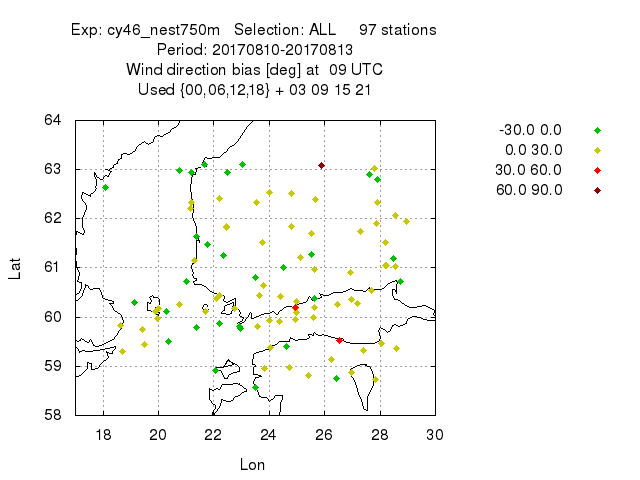 Exp: cy46_nest750m   Selection: ALL     97 stations
Period: 20170810-20170813
Wind direction bias [deg] at  09 UTC
Used {00,06,12,18} + 03 09 15 21
-30.0 0.0
0.0 30.0
30.0 60.0
60.0 90.0
64
63
62
61
60
59
58
Lat
18 20 22 24 26 28 30
Lon